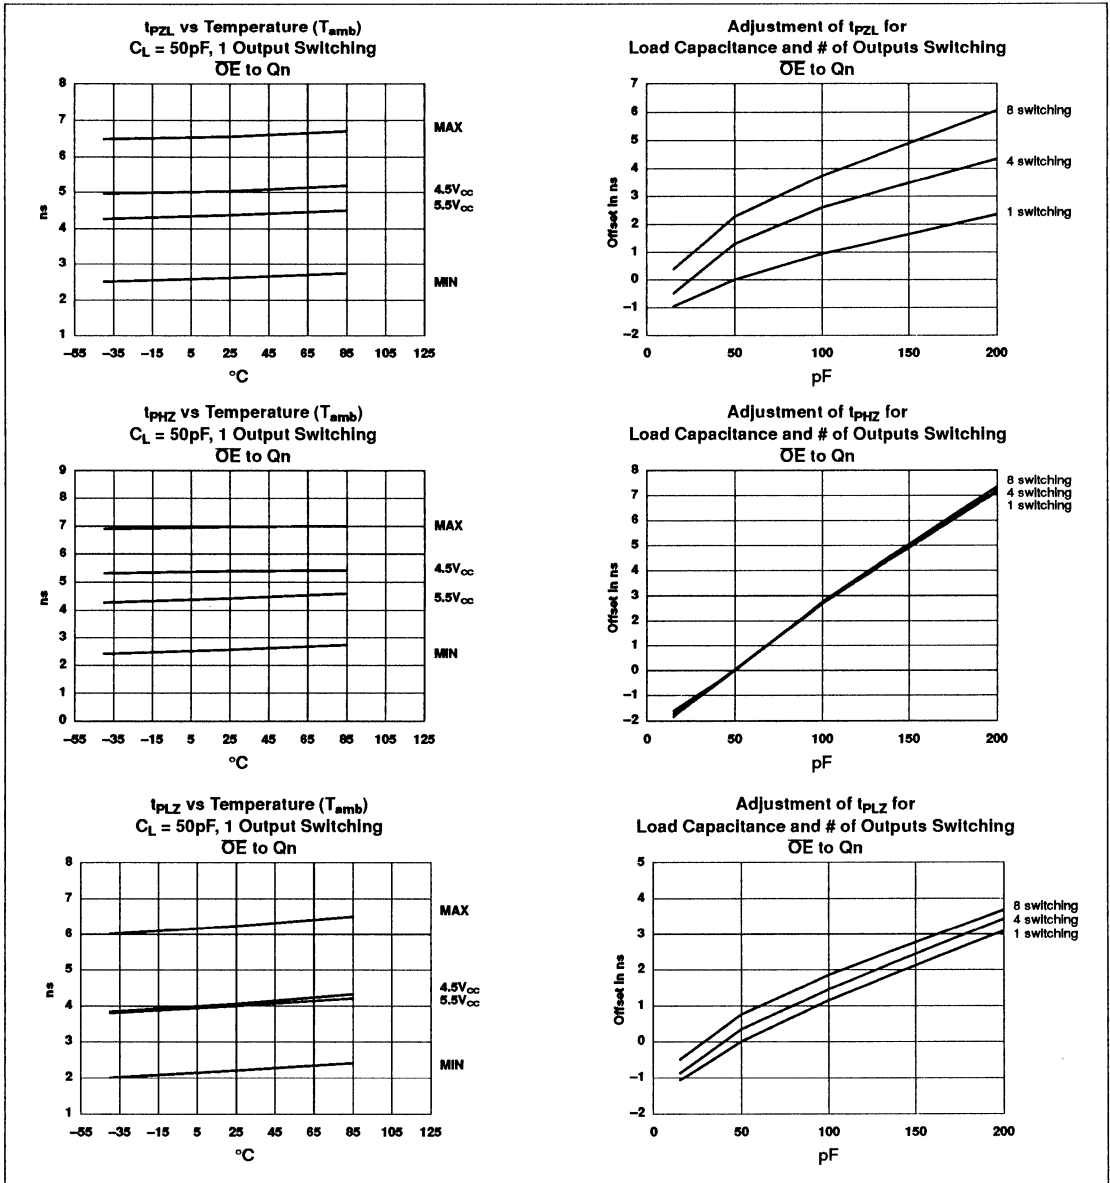 tPZL vs Temperature (Tamb)
CL = 50pF, 1 Output Switching
OE to Qn
8
7
6
5
4
3
2
1
ns
MAX
4.5VCC
5.5VCC
MIN
–55 –35 –15 5 25 45 65 85 105 125
°C
Adjustment of tPZL for
Load Capacitance and # of Outputs Switching
OE to Qn
7
6
5
4
3
2
1
0
–1
–2
Offset in ns
8 switching
4 switching
1 switching
0 50 100 150 200
pF
tPHZ vs Temperature (Tamb)
CL = 50pF, 1 Output Switching
OE to Qn
9
8
7
6
5
4
3
2
1
0
ns
MAX
4.5VCC
5.5VCC
MIN
–55 –35 –15 5 25 45 65 85 105 125
°C
Adjustment of tPHZ for
Load Capacitance and # of Outputs Switching
OE to Qn
8
7
6
5
4
3
2
1
0
–1
–2
Offset in ns
8 switching
4 switching
1 switching
0 50 100 150 200
pF
tPLZ vs Temperature (Tamb)
CL = 50pF, 1 Output Switching
OE to Qn
8
7
6
5
4
3
2
1
ns
MAX
4.5VCC
5.5VCC
MIN
–55 –35 –15 5 25 45 65 85 105 125
°C
Adjustment of tPLZ for
Load Capacitance and # of Outputs Switching
OE to Qn
5
4
3
2
1
0
–1
–2
Offset in ns
8 switching
4 switching
1 switching
0 50 100 150 200
pF